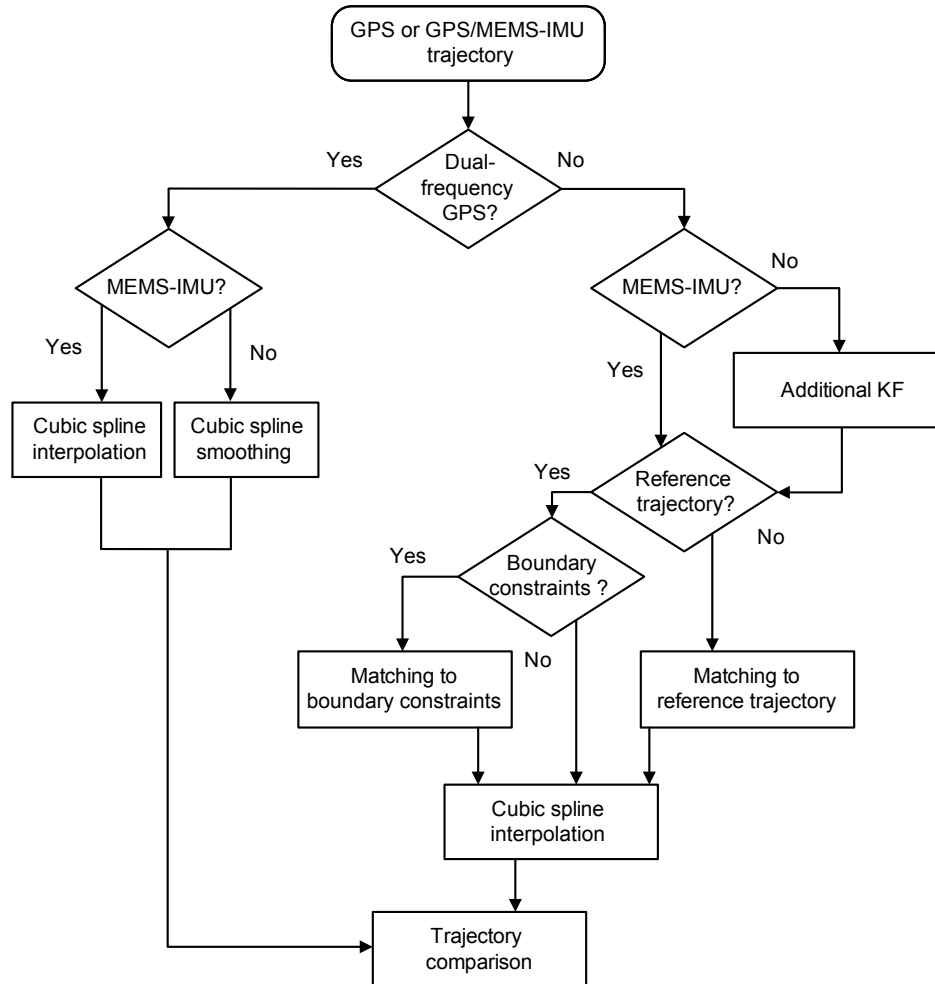 GPS or GPS/MEMS-IMU
trajectory
Yes
Dual-
frequency
GPS?
No
MEMS-IMU?
Yes
No
MEMS-IMU?
No
Yes
Additional KF
Cubic spline
interpolation
Cubic spline
smoothing
Reference
trajectory?
Yes
No
Boundary
constraints ?
Yes
No
Matching to
boundary constraints
Matching to
reference trajectory
Cubic spline
interpolation
Trajectory
comparison